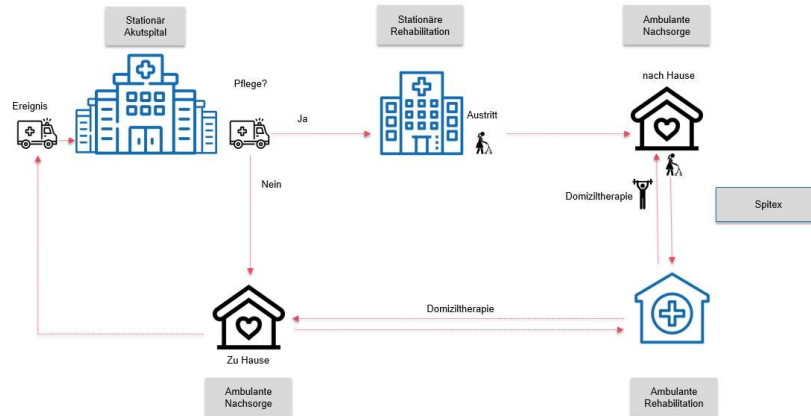 Stationär
Akutspital
Stationäre
Rehabilitation
Ambulante
Nachsorge
Pflege?
nach Hause
Ereignis
Ja
Austritt
Nein
Domiziltherapie
Spitex
Domiziltherapie
Zu Hause
Ambulante
Nachsorge
Ambulante
Rehabilitation